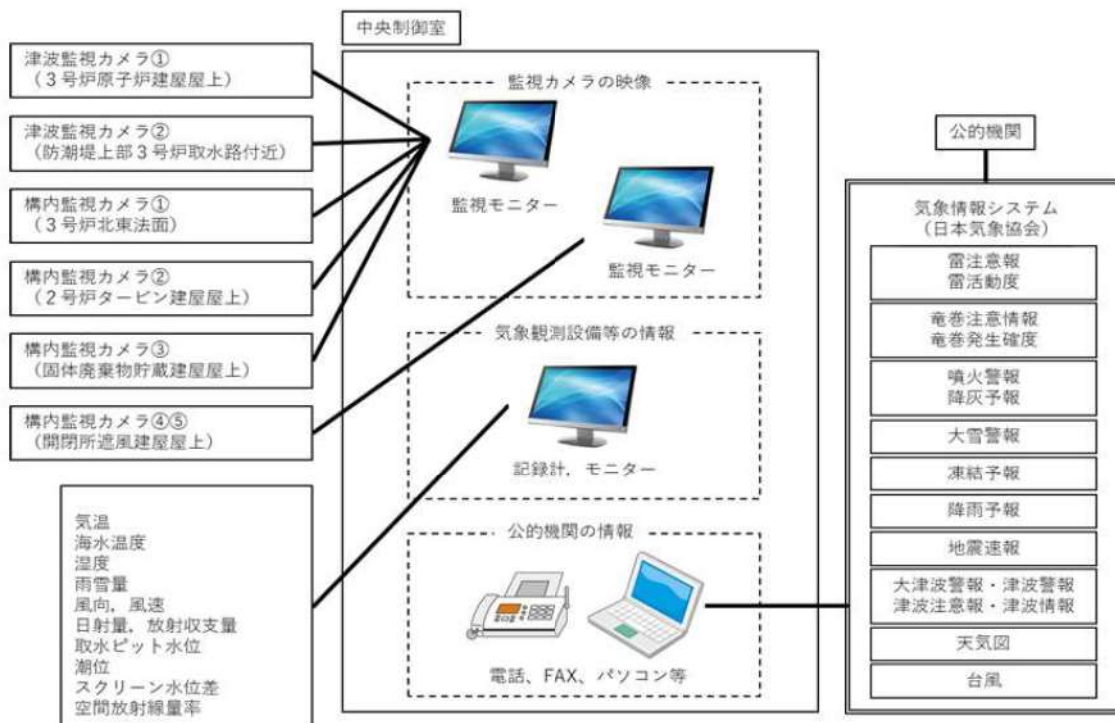 中央制御室
津波監視カメラ①
（３号炉原子炉建屋屋上）
津波監視カメラ②
（防潮堤上部３号炉取水路付近）
構内監視カメラ①
（３号炉北東法面）
構内監視カメラ②
（２号炉タービン建屋屋上）
構内監視カメラ③
（固体廃棄物貯蔵建屋屋上）
構内監視カメラ④⑤
（開閉所遮風建屋屋上）
気温
海水温度
湿度
雨雪量
風向，風速
日射量，放射収支量
取水ピット水位
潮位
スクリーン水位差
空間放射線量率
監視カメラの映像
監視モニター
監視モニター
気象観測設備等の情報
記録計，モニター
公的機関の情報
電話、FAX、パソコン等
公的機関
気象情報システム
（日本気象協会）
雷注意報
雷活動度
竜巻注意情報
竜巻発生確度
噴火警報
降灰予報
大雪警報
凍結予報
降雨予報
地震速報
大津波警報・津波警報
津波注意報・津波情報
天気図
台風